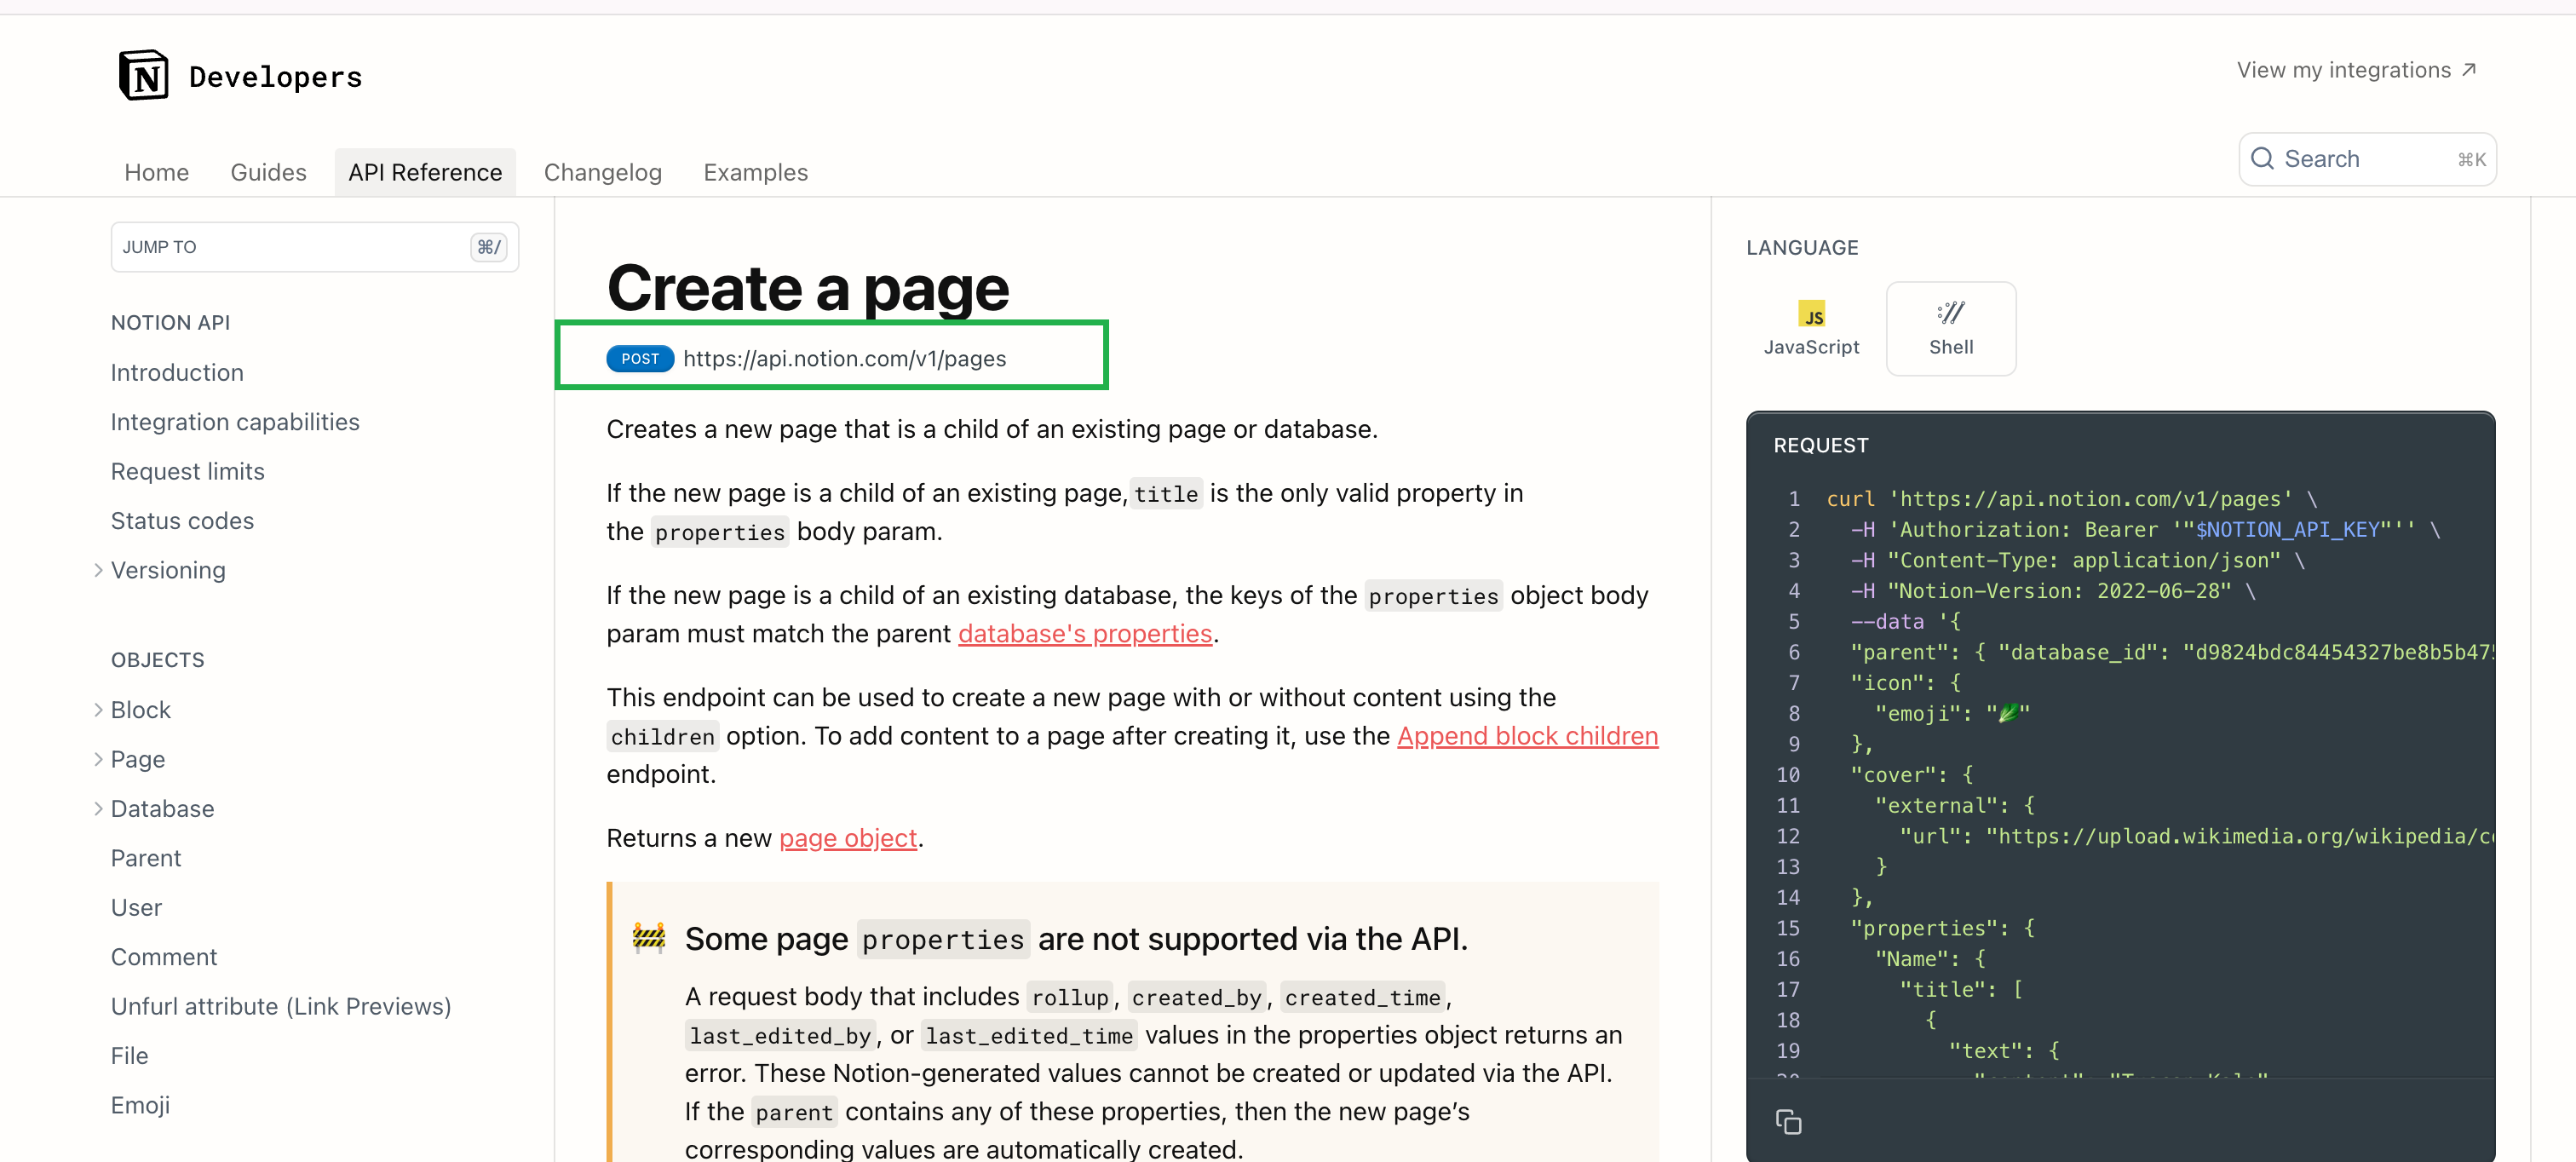 N Developers
View my integrations ↗
Home Guides API Reference Changelog Examples
Search ⌘K
JUMP TO ⌘/
NOTION API
Introduction
Integration capabilities
Request limits
Status codes
Versioning
OBJECTS
Block
Page
Database
Parent
User
Comment
Unfurl attribute (Link Previews)
File
Emoji
Create a page
POST https://api.notion.com/v1/pages
Creates a new page that is a child of an existing page or database.
If the new page is a child of an existing page, title is the only valid property in
the properties body param.
If the new page is a child of an existing database, the keys of the properties object body
param must match the parent database's properties.
This endpoint can be used to create a new page with or without content using the
children option. To add content to a page after creating it, use the Append block children
endpoint.
Returns a new page object.
🚧 Some page properties are not supported via the API.
A request body that includes rollup, created_by, created_time,
last_edited_by, or last_edited_time values in the properties object returns an
error. These Notion-generated values cannot be created or updated via the API.
If the parent contains any of these properties, then the new page’s
corresponding values are automatically created.
LANGUAGE
JS
JavaScript
Shell
REQUEST
1 curl 'https://api.notion.com/v1/pages' \
2 -H 'Authorization: Bearer '"$NOTION_API_KEY"'' \
3 -H "Content-Type: application/json" \
4 -H "Notion-Version: 2022-06-28" \
5 --data '{
6 "parent": { "database_id": "d9824bdc84454327be8b5b47
7 "icon": {
8 "emoji": "🥬"
9 },
10 "cover": {
11 "external": {
12 "url": "https://upload.wikimedia.org/wikipedia/c
13 }
14 },
15 "properties": {
16 "Name": {
17 "title": [
18 {
19 "text": {